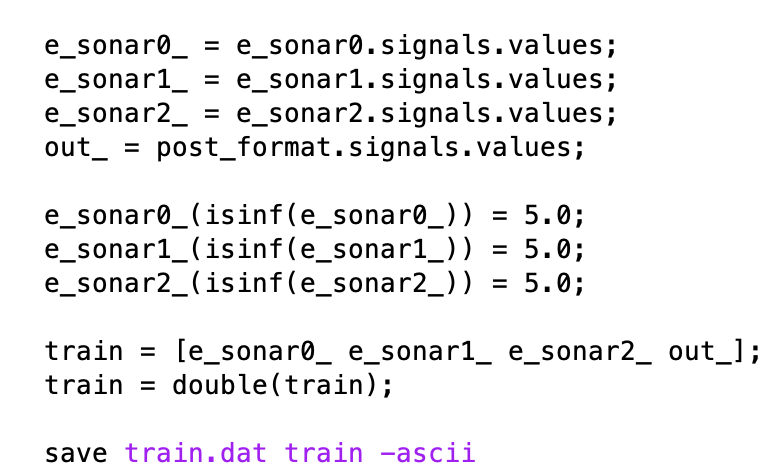 e_sonar0_ = e_sonar0.signals.values;
e_sonar1_ = e_sonar1.signals.values;
e_sonar2_ = e_sonar2.signals.values;
out_ = post_format.signals.values;
e_sonar0_(isinf(e_sonar0_)) = 5.0;
e_sonar1_(isinf(e_sonar1_)) = 5.0;
e_sonar2_(isinf(e_sonar2_)) = 5.0;
train = [e_sonar0_ e_sonar1_ e_sonar2_ out_];
train = double(train);
save train.dat train -ascii